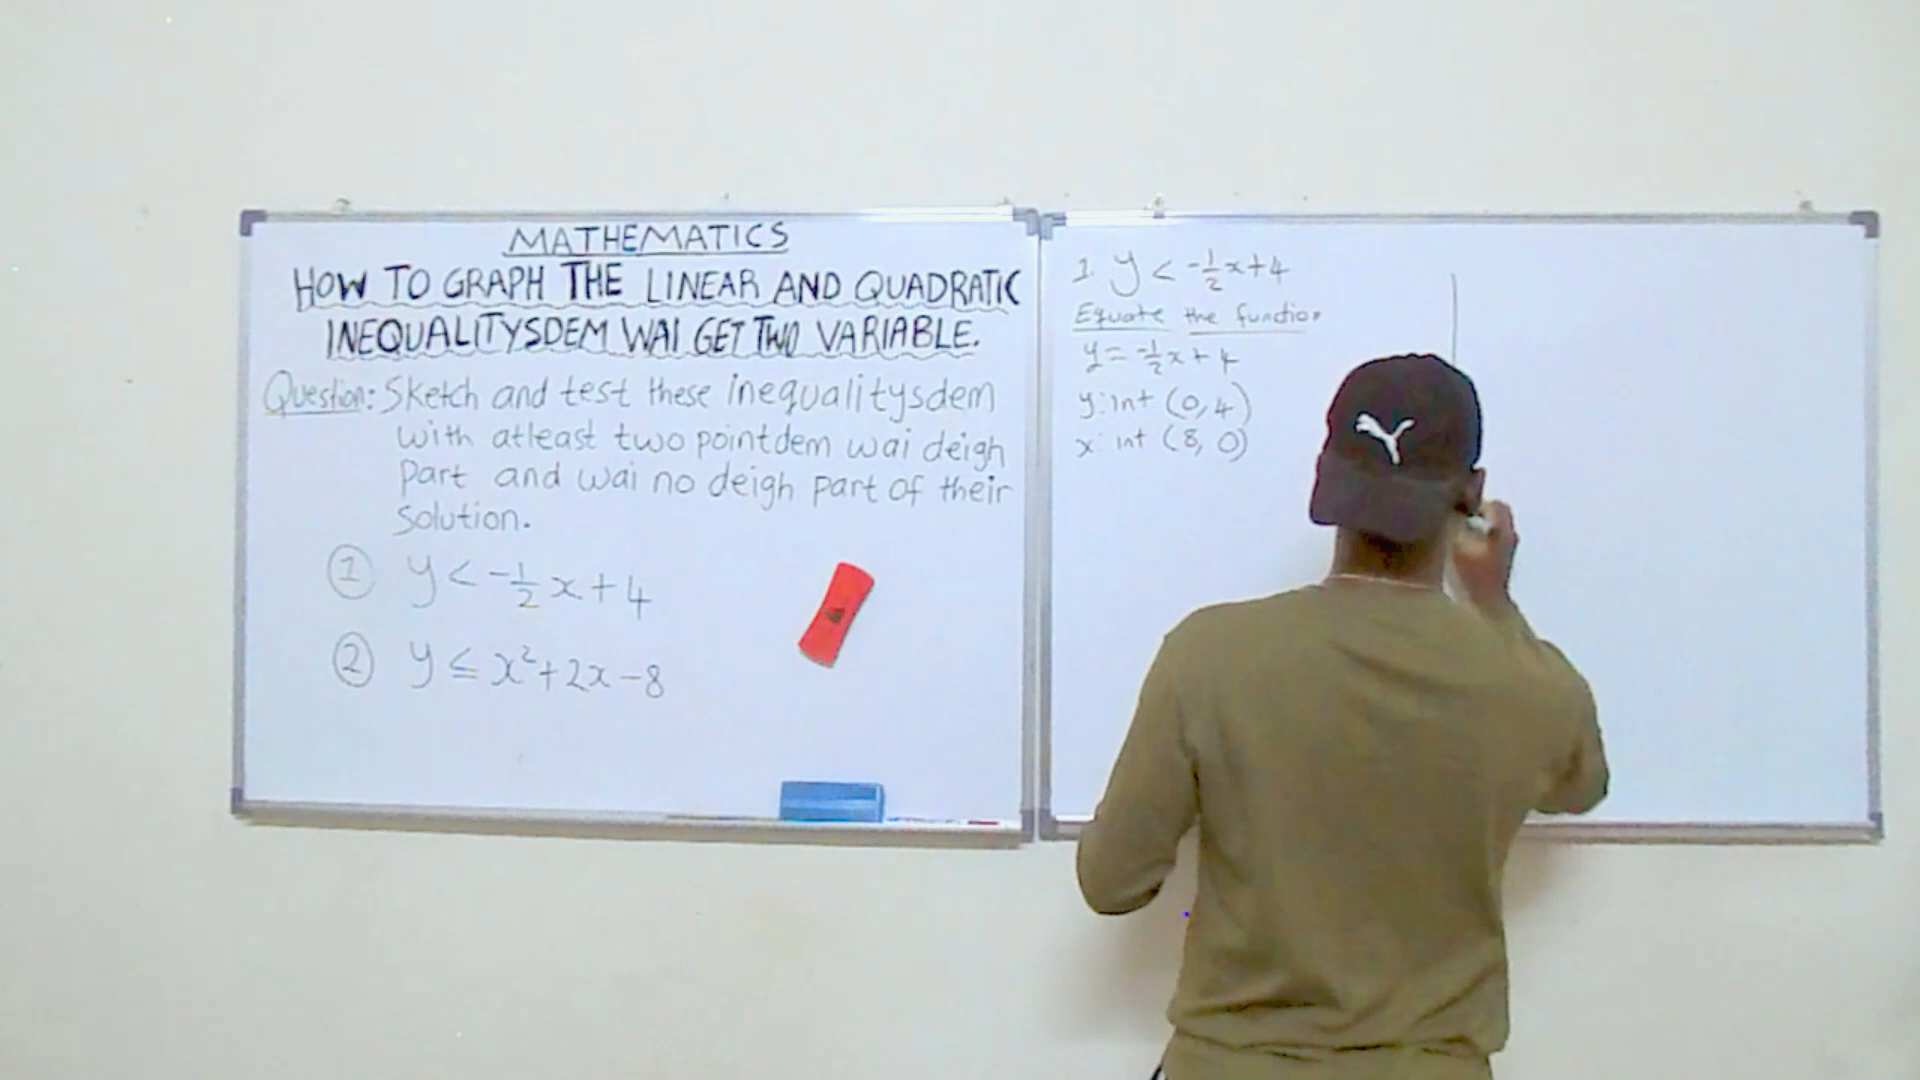 MATHEMATICS
HOW TO GRAPH THE LINEAR AND QUADRATIC
INEQUALITYSDEM WAI GET TWO VARIABLE.
Question: Sketch and test these inequalitysdem
with atleast two pointdem wai deigh
Part and wai no deigh part of their
Solution.
① y < -1/2 x + 4
② y ≤ x² + 2x - 8
1. y < -1/2 x + 4
Equate the function
y = -1/2 x + 4
y: int (0, 4)
x: int (8, 0)